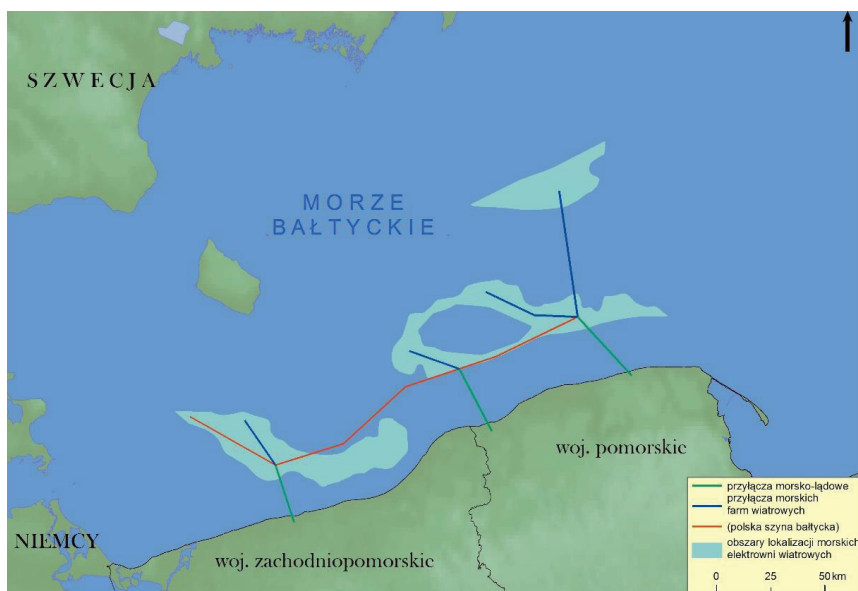 SZWECJA
MORZE
BAŁTYCKIE
woj. pomorskie
NIEMCY
woj. zachodniopomorskie
przyłącza morsko-lądowe
przyłącza morskich
farm wiatrowych
(polska szyna bałtycka)
obszary lokalizacji morskich
elektrowni wiatrowych
0 25 50 km